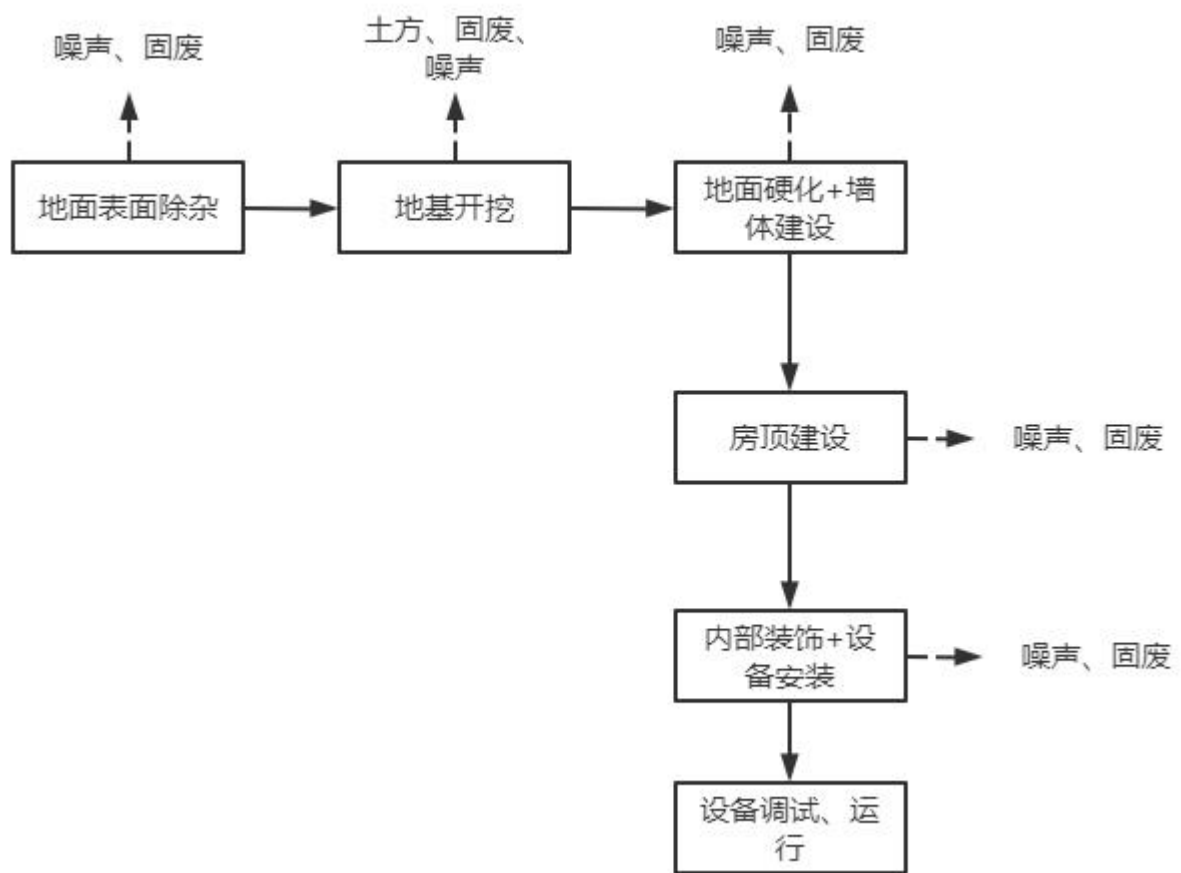 噪声、固废
土方、固废、
噪声
噪声、固废
地面表面除杂
地基开挖
地面硬化+墙
体建设
房顶建设
噪声、固废
内部装饰+设
备安装
噪声、固废
设备调试、运
行